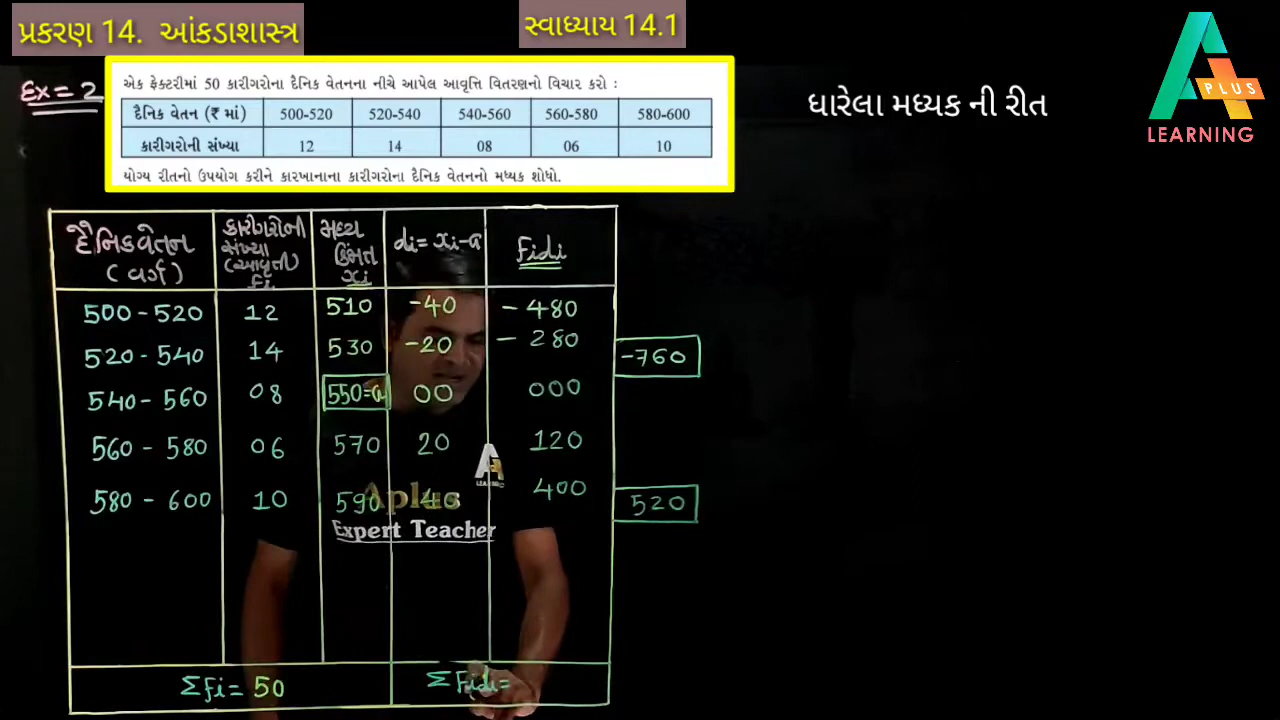 પ્રકરણ 14. આંકડાશાસ્ત્ર
સ્વાધ્યાય 14.1
Ex = 2
એક ફેક્ટરીમાં 50 કારીગરોના દૈનિક વેતનના નીચે આપેલ આવૃત્તિ વિતરણનો વિચાર કરો :
દૈનિક વેતન (₹ માં) 500-520 520-540 540-560 560-580 580-600
કારીગરોની સંખ્યા 12 14 08 06 10
યોગ્ય રીતનો ઉપયોગ કરીને કારખાનાના કારીગરોના દૈનિક વેતનનો મધ્યક શોધો.
ધારેલા મધ્યક ની રીત
A PLUS
LEARNING
દૈનિકવેતન (વર્ગ) કારીગરોની સંખ્યા (આવૃત્તી) fi મધ્ય કિંમત xi di = xi-a fidi
500 - 520 12 510 -40 - 480
520 - 540 14 530 -20 - 280
-760
540 - 560 08 550=a 00 000
560 - 580 06 570 20 120
580 - 600 10 590 40 400
520
Aplus
Expert Teacher
Σfi = 50 Σfidi=